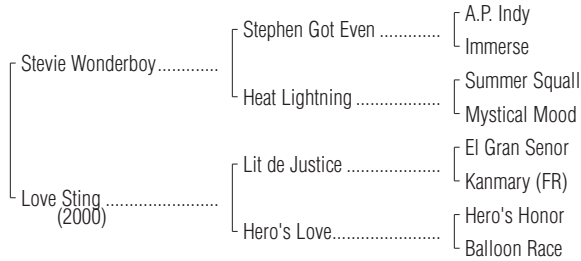 A.P. Indy
Stephen Got Even ..............
Immerse
Stevie Wonderboy.............
Summer Squall
Heat Lightning ....................
Mystical Mood
El Gran Senor
Lit de Justice ......................
Kanmary (FR)
Love Sting ........................
(2000)
Hero's Honor
Hero's Love.........................
Balloon Race